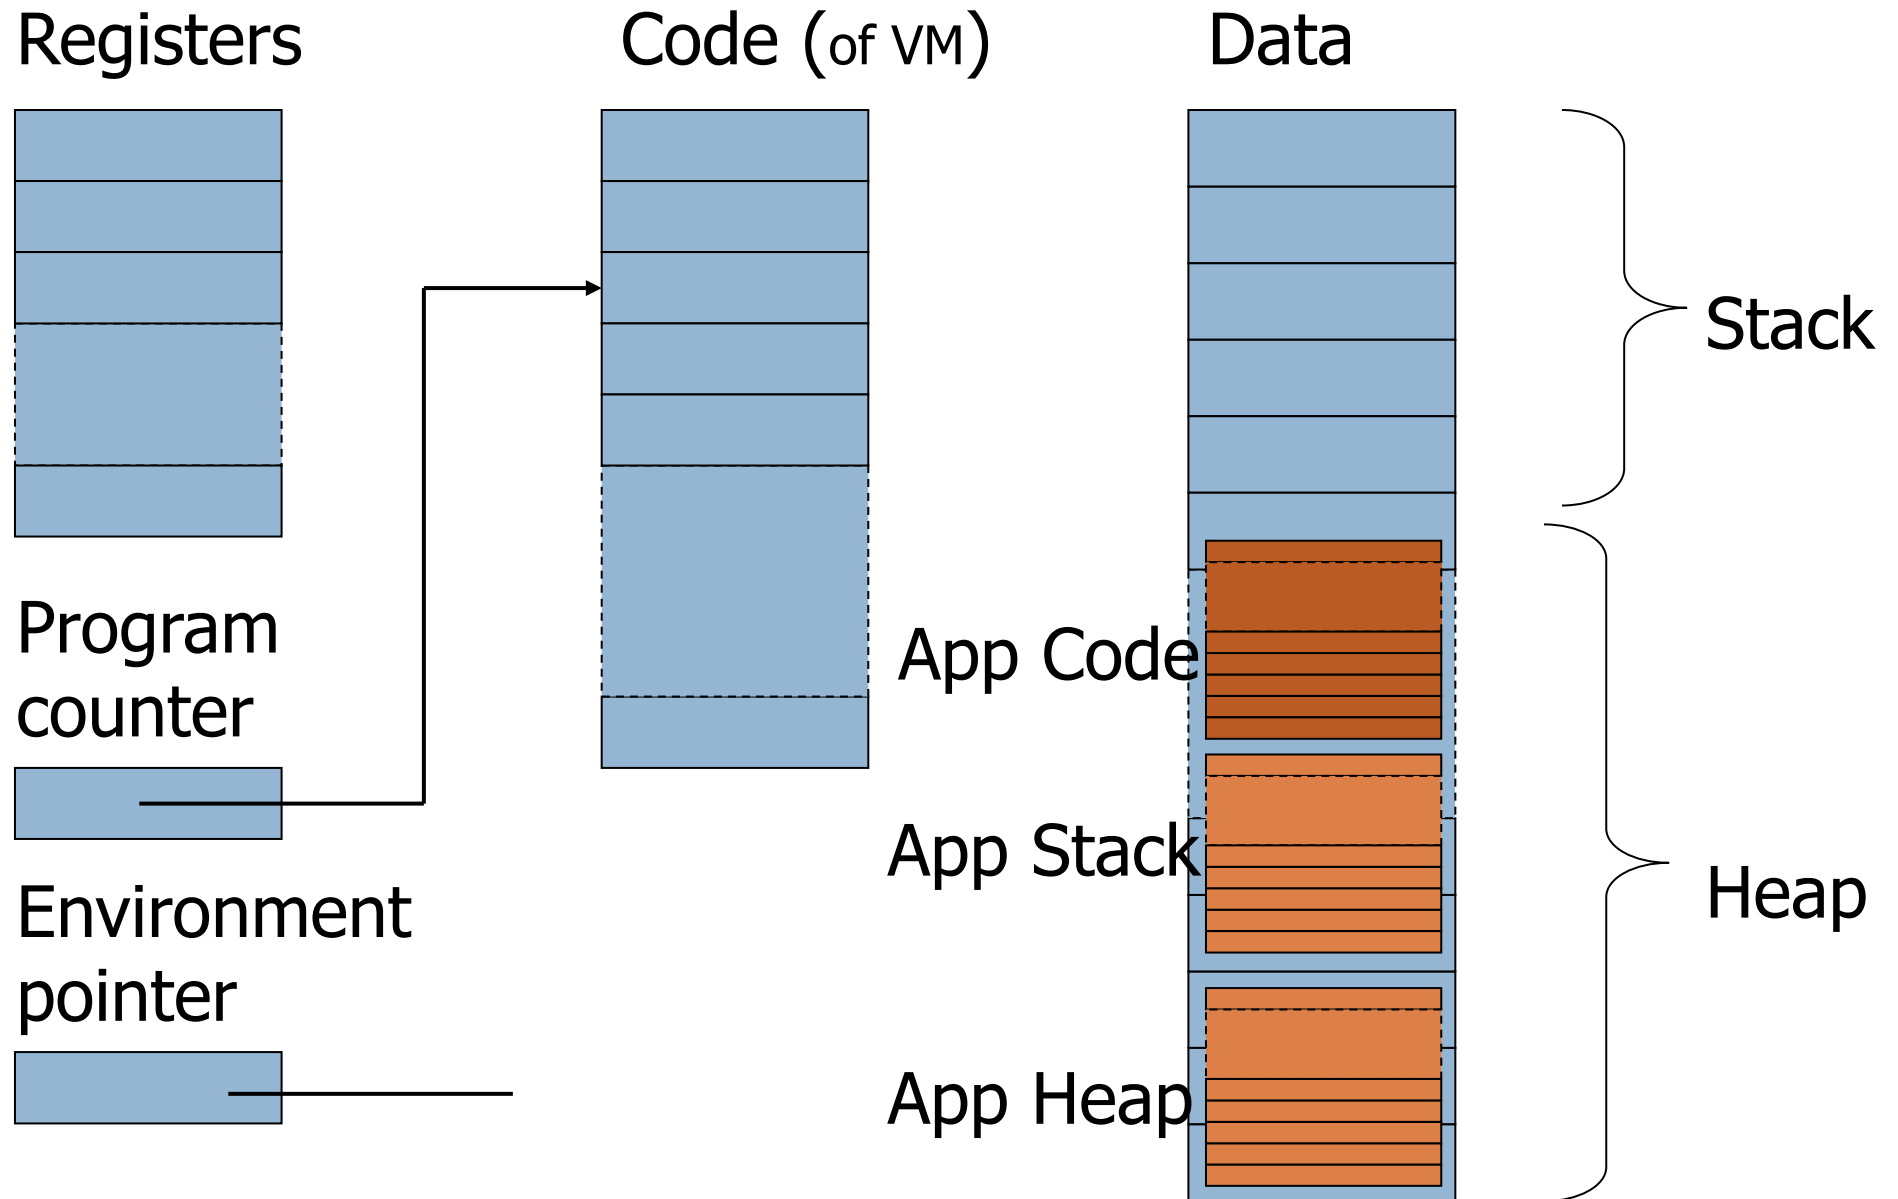 Registers
Code (of VM)
Data
Stack
Program
counter
App Code
App Stack
Environment
pointer
Heap
App Heap